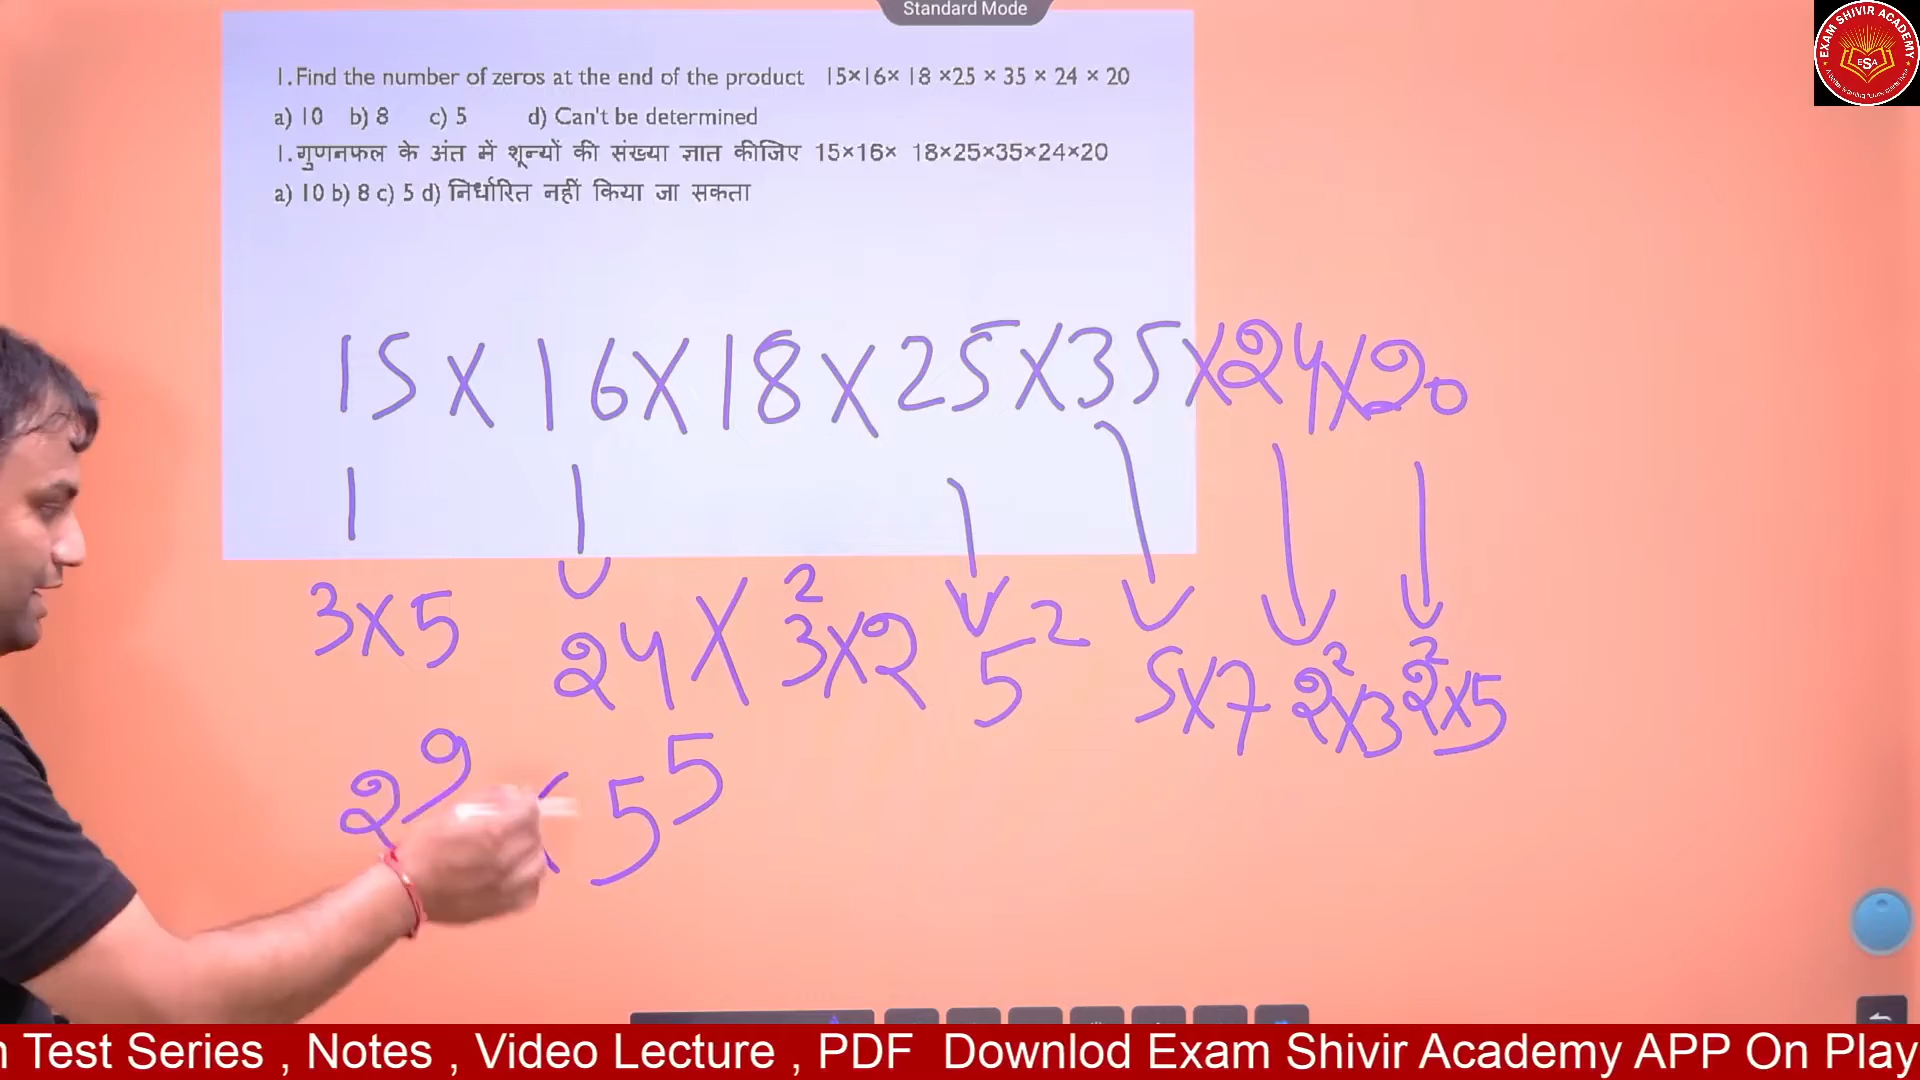 Standard Mode
EXAM SHIVIR ACADEMY
ESA
1.Find the number of zeros at the end of the product 15×16× 18 ×25 × 35 × 24 × 20
a) 10 b) 8 c) 5 d) Can't be determined
1.गुणनफल के अंत में शून्यों की संख्या ज्ञात कीजिए 15×16× 18×25×35×24×20
a) 10 b) 8 c) 5 d) निर्धारित नहीं किया जा सकता
15 × 16 × 18 × 25 × 35 × 24 × 20
3×5 2⁴ × 3²×2 5² 5×7 2²×3 2²×5
2⁹ × 5⁵
Test Series , Notes , Video Lecture , PDF Downlod Exam Shivir Academy APP On Play